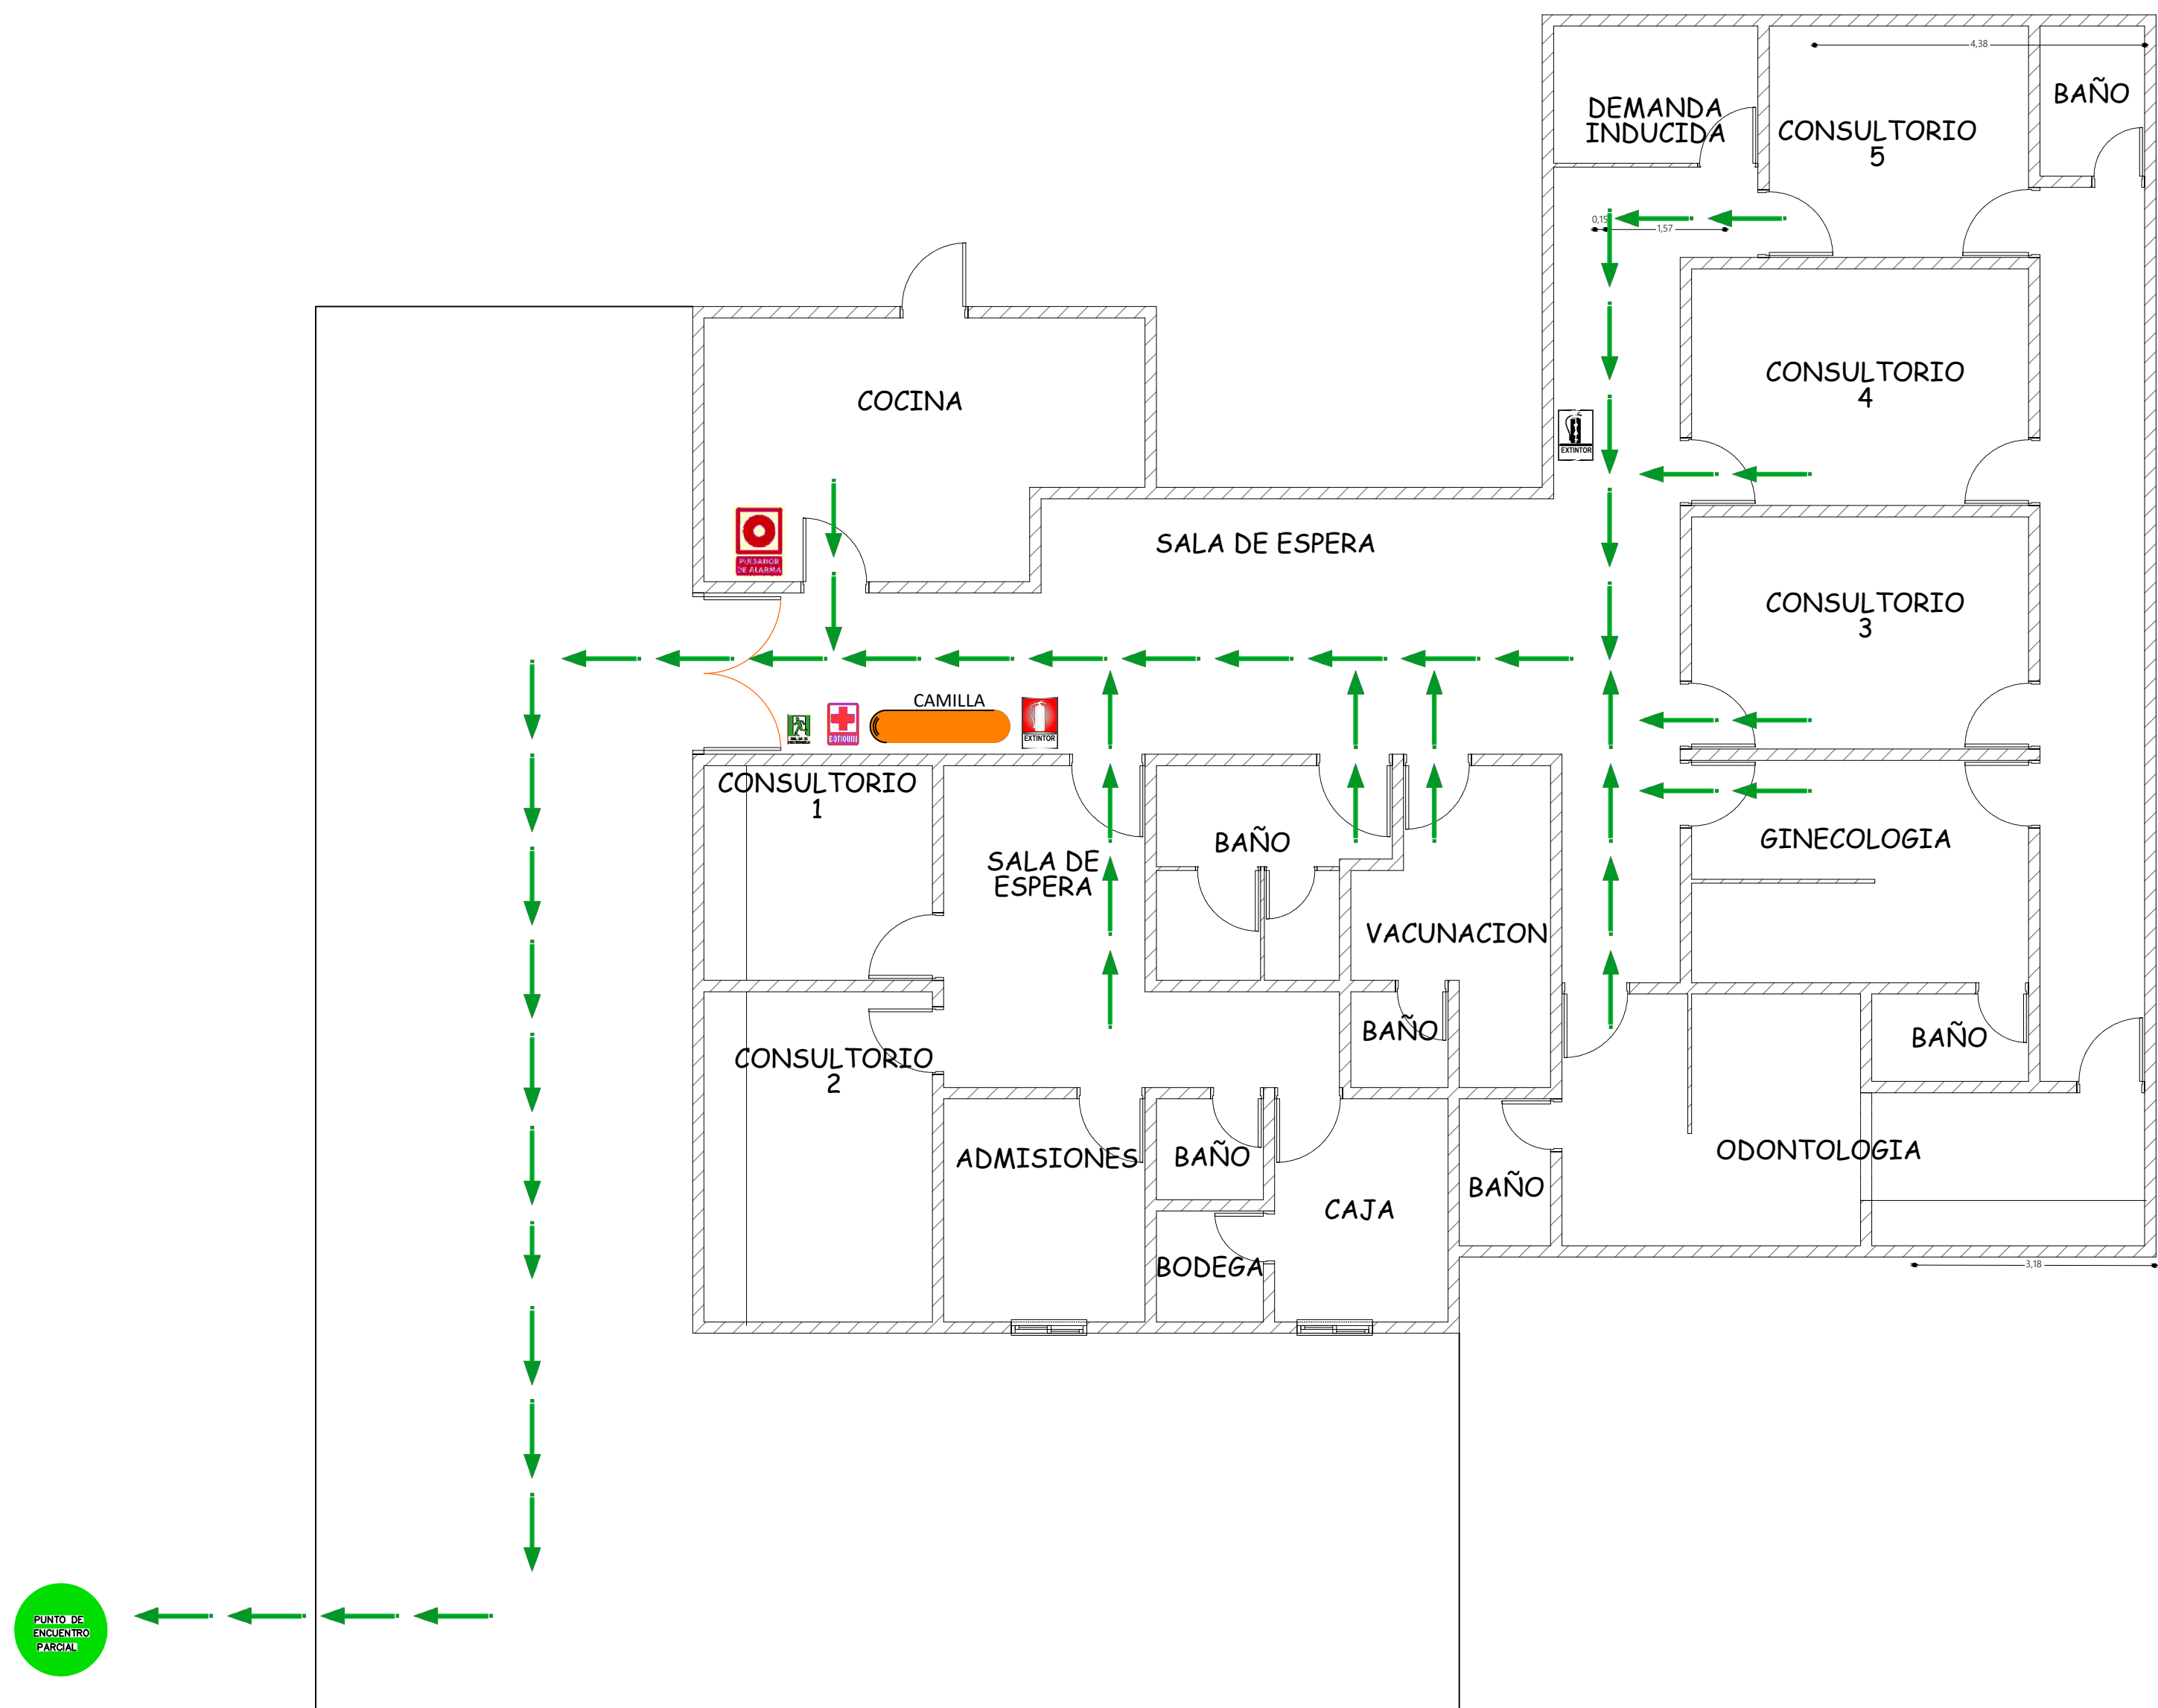 4,38
BAÑO
DEMANDA
INDUCIDA
CONSULTORIO
5
0,15
1,57
CONSULTORIO
4
COCINA
EXTINTOR
SALA DE ESPERA
PULSADOR
DE ALARMA
CONSULTORIO
3
CAMILLA
BOTIQUIN
EXTINTOR
CONSULTORIO
1
SALA DE
ESPERA
BAÑO
GINECOLOGIA
VACUNACION
CONSULTORIO
2
BAÑO
BAÑO
ADMISIONES
BAÑO
BAÑO
ODONTOLOGIA
CAJA
BODEGA
3,18
PUNTO DE
ENCUENTRO
PARCIAL